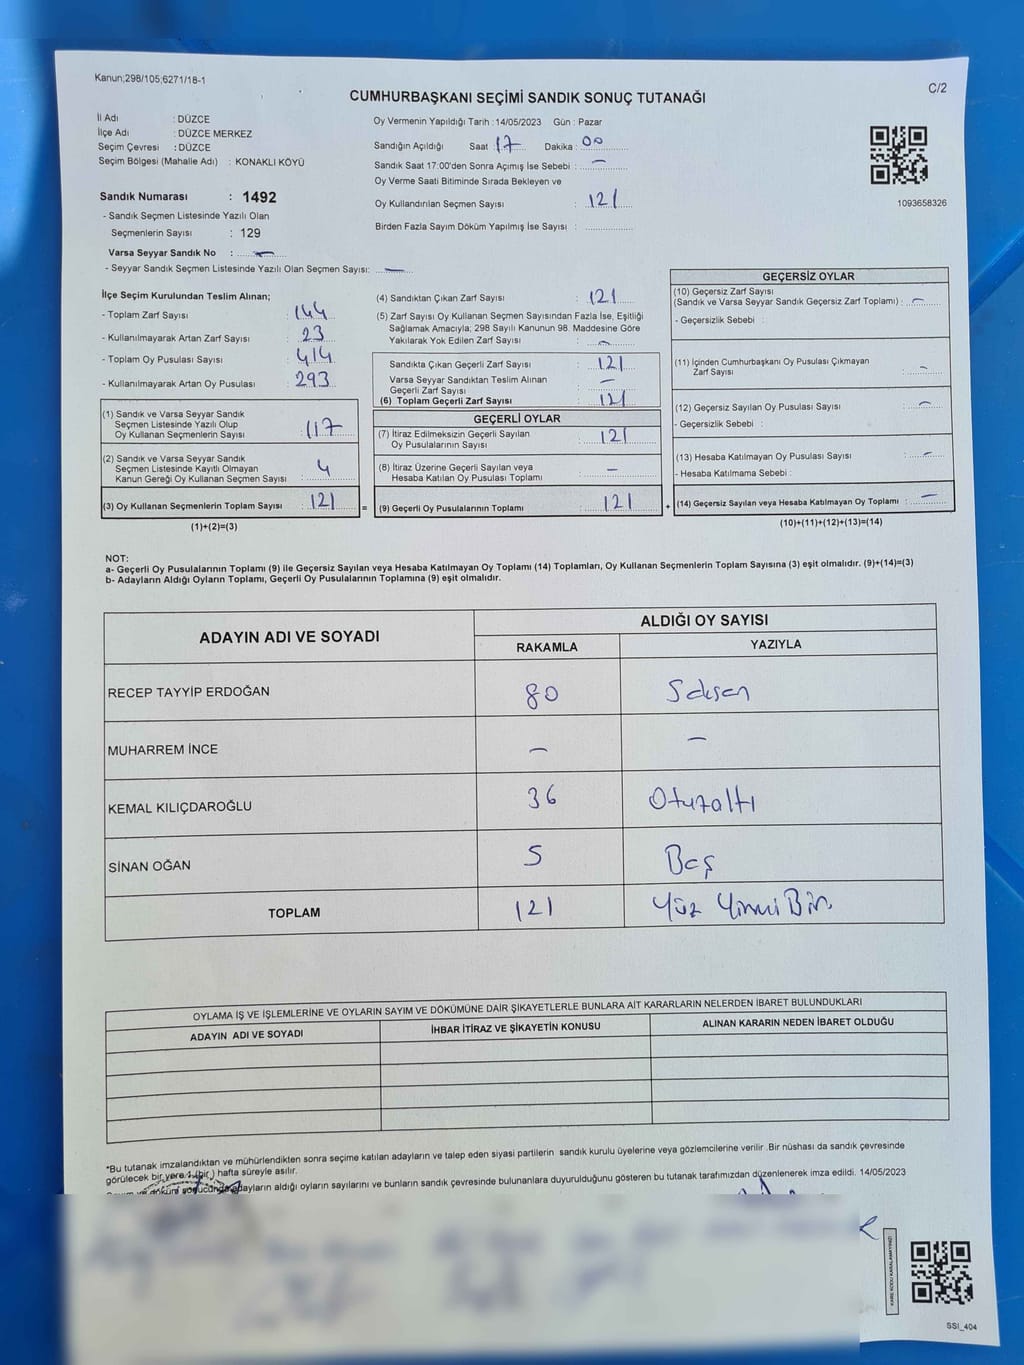 Kanun;298/105;6271/18-1
C/2
CUMHURBAŞKANI SEÇİMİ SANDIK SONUÇ TUTANAĞI
İl Adı : DÜZCE
İlçe Adı : DÜZCE MERKEZ
Seçim Çevresi : DÜZCE
Seçim Bölgesi (Mahalle Adı) : KONAKLI KÖYÜ
Sandık Numarası : 1492
- Sandık Seçmen Listesinde Yazılı Olan
Seçmenlerin Sayısı : 129
Varsa Seyyar Sandık No : —
- Seyyar Sandık Seçmen Listesinde Yazılı Olan Seçmen Sayısı: —
Oy Vermenin Yapıldığı Tarih : 14/05/2023 Gün : Pazar
Sandığın Açıldığı Saat 17 Dakika : 00
Sandık Saat 17:00'den Sonra Açımış İse Sebebi : —
Oy Verme Saati Bitiminde Sırada Bekleyen ve
Oy Kullandırılan Seçmen Sayısı : 121
Birden Fazla Sayım Döküm Yapılmış İse Sayısı :
1093658326
İlçe Seçim Kurulundan Teslim Alınan;
- Toplam Zarf Sayısı : 144
- Kullanılmayarak Artan Zarf Sayısı : 23
- Toplam Oy Pusulası Sayısı : 414
- Kullanılmayarak Artan Oy Pusulası : 293
(1) Sandık ve Varsa Seyyar Sandık
Seçmen Listesinde Yazılı Olup
Oy Kullanan Seçmenlerin Sayısı : 117
(2) Sandık ve Varsa Seyyar Sandık
Seçmen Listesinde Kayıtlı Olmayan
Kanun Gereği Oy Kullanan Seçmen Sayısı : 4
(3) Oy Kullanan Seçmenlerin Toplam Sayısı : 121
(1)+(2)=(3)
=
(4) Sandıktan Çıkan Zarf Sayısı : 121
(5) Zarf Sayısı Oy Kullanan Seçmen Sayısından Fazla İse, Eşitliği
Sağlamak Amacıyla; 298 Sayılı Kanunun 98. Maddesine Göre
Yakılarak Yok Edilen Zarf Sayısı : —
Sandıkta Çıkan Geçerli Zarf Sayısı : 121
Varsa Seyyar Sandıktan Teslim Alınan
Geçerli Zarf Sayısı : —
(6) Toplam Geçerli Zarf Sayısı : 121
GEÇERLİ OYLAR
(7) İtiraz Edilmeksizin Geçerli Sayılan
Oy Pusulalarının Sayısı : 121
(8) İtiraz Üzerine Geçerli Sayılan veya
Hesaba Katılan Oy Pusulası Toplamı : —
(9) Geçerli Oy Pusulalarının Toplamı : 121
+
GEÇERSİZ OYLAR
(10) Geçersiz Zarf Sayısı
(Sandık ve Varsa Seyyar Sandık Geçersiz Zarf Toplamı) : —
- Geçersizlik Sebebi :
(11) İçinden Cumhurbaşkanı Oy Pusulası Çıkmayan
Zarf Sayısı : —
(12) Geçersiz Sayılan Oy Pusulası Sayısı : —
- Geçersizlik Sebebi :
(13) Hesaba Katılmayan Oy Pusulası Sayısı : —
- Hesaba Katılmama Sebebi :
(14) Geçersiz Sayılan veya Hesaba Katılmayan Oy Toplamı : —
(10)+(11)+(12)+(13)=(14)
NOT:
a- Geçerli Oy Pusulalarının Toplamı (9) ile Geçersiz Sayılan veya Hesaba Katılmayan Oy Toplamı (14) Toplamları, Oy Kullanan Seçmenlerin Toplam Sayısına (3) eşit olmalıdır. (9)+(14)=(3)
b- Adayların Aldığı Oyların Toplamı, Geçerli Oy Pusulalarının Toplamına (9) eşit olmalıdır.
ADAYIN ADI VE SOYADI ALDIĞI OY SAYISI
RAKAMLA YAZIYLA
RECEP TAYYİP ERDOĞAN 80 Seksen
MUHARREM İNCE — —
KEMAL KILIÇDAROĞLU 36 Otuzaltı
SİNAN OĞAN 5 Beş
TOPLAM 121 Yüz Yirmi Bir
OYLAMA İŞ VE İŞLEMLERİNE VE OYLARIN SAYIM VE DÖKÜMÜNE DAİR ŞİKAYETLERLE BUNLARA AİT KARARLARIN NELERDEN İBARET BULUNDUKLARI
ADAYIN ADI VE SOYADI İHBAR İTİRAZ VE ŞİKAYETİN KONUSU ALINAN KARARIN NEDEN İBARET OLDUĞU
*Bu tutanak imzalandıktan ve mühürlendikten sonra seçime katılan adayların ve talep eden siyasi partilerin sandık kurulu üyelerine veya gözlemcilerine verilir. Bir nüshası da sandık çevresinde
görülecek bir yere 1 (bir) hafta süreyle asılır.
Sayım ve döküm sonucunda adayların aldığı oyların sayılarını ve bunların sandık çevresinde bulunanlara duyurulduğunu gösteren bu tutanak tarafımızdan düzenlenerek imza edildi. 14/05/2023
KARE KODU KARALAMAYINIZ!
SSI_404